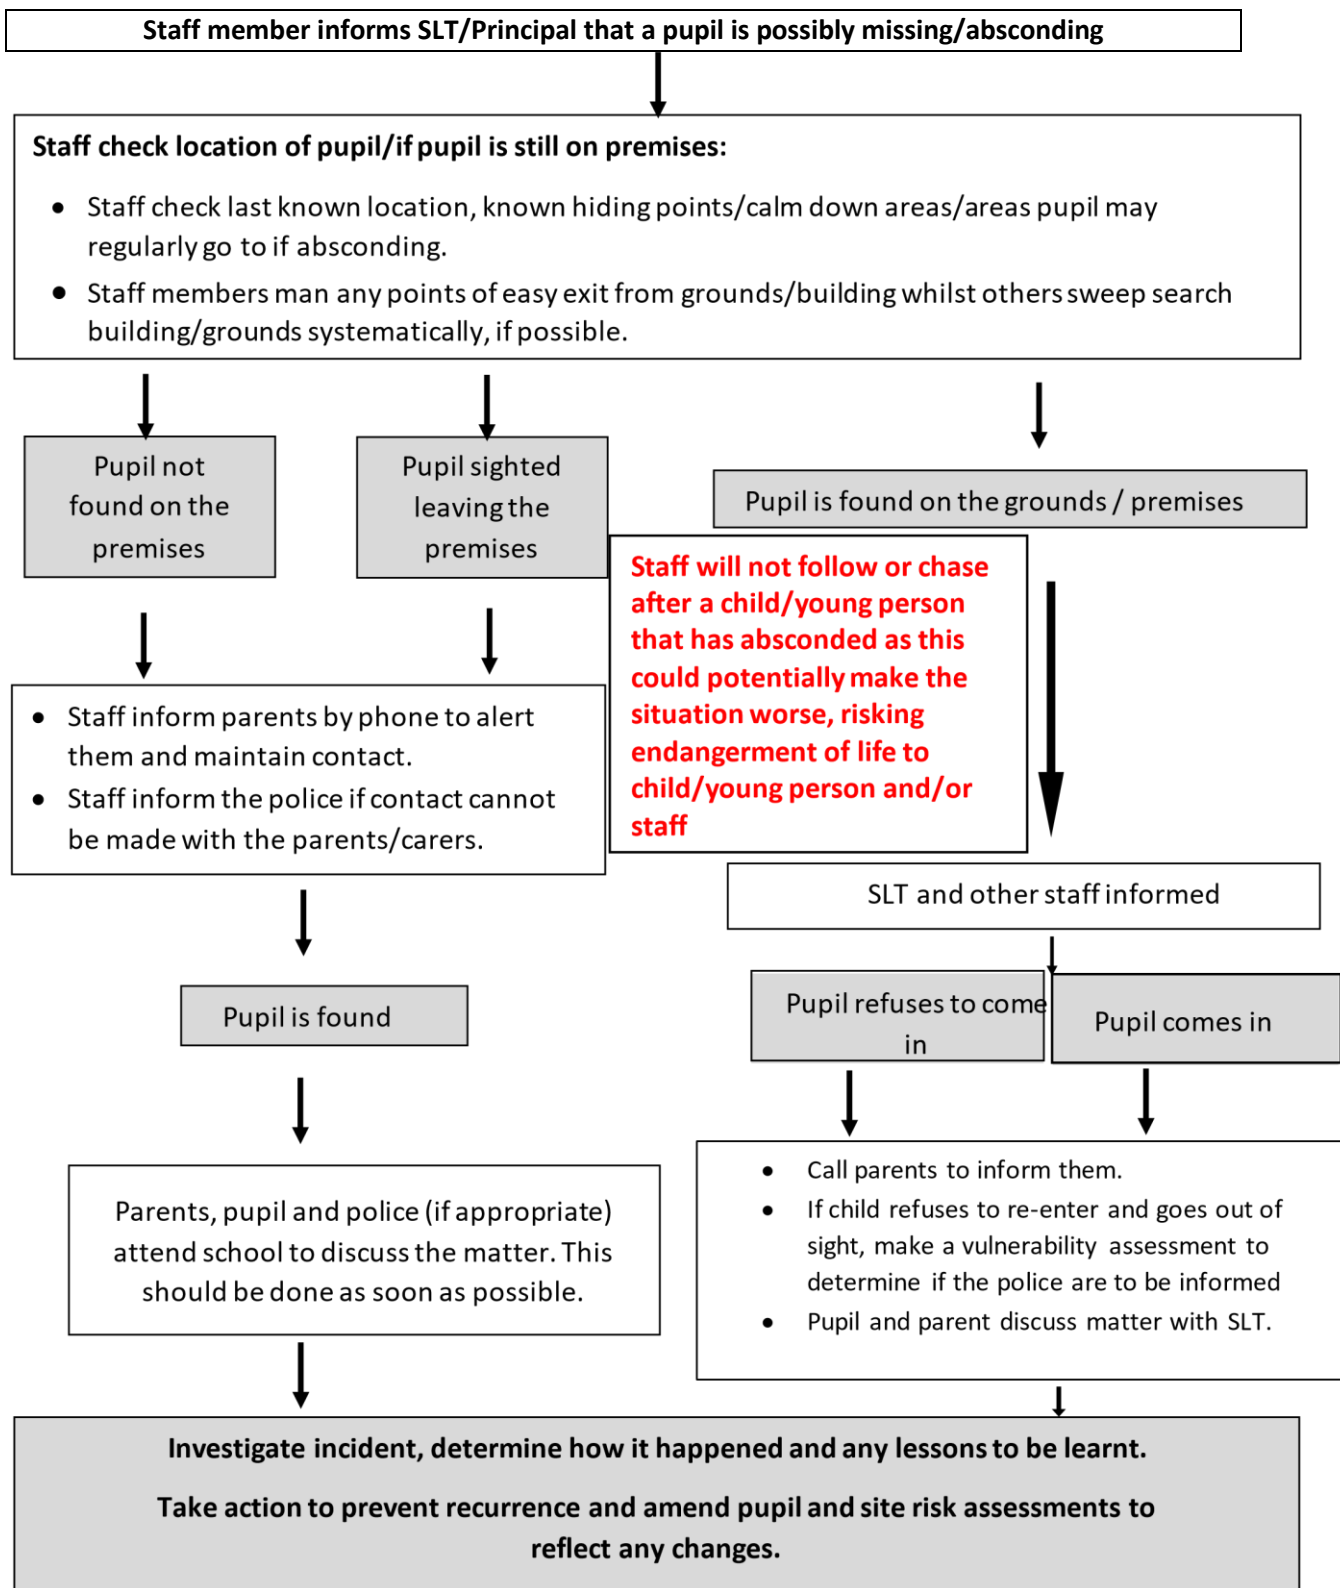 Staff member informs SLT/Principal that a pupil is possibly missing/absconding
Staff check location of pupil/if pupil is still on premises:
• Staff check last known location, known hiding points/calm down areas/areas pupil may
regularly go to if absconding.
• Staff members man any points of easy exit from grounds/building whilst others sweep search
building/grounds systematically, if possible.
Pupil not
found on the
premises
Pupil sighted
leaving the
premises
Pupil is found on the grounds / premises
Staff will not follow or chase
after a child/young person
that has absconded as this
could potentially make the
situation worse, risking
endangerment of life to
child/young person and/or
staff
• Staff inform parents by phone to alert
them and maintain contact.
• Staff inform the police if contact cannot
be made with the parents/carers.
SLT and other staff informed
Pupil is found
Pupil refuses to come
in
Pupil comes in
Parents, pupil and police (if appropriate)
attend school to discuss the matter. This
should be done as soon as possible.
• Call parents to inform them.
• If child refuses to re-enter and goes out of
sight, make a vulnerability assessment to
determine if the police are to be informed
• Pupil and parent discuss matter with SLT.
Investigate incident, determine how it happened and any lessons to be learnt.
Take action to prevent recurrence and amend pupil and site risk assessments to
reflect any changes.